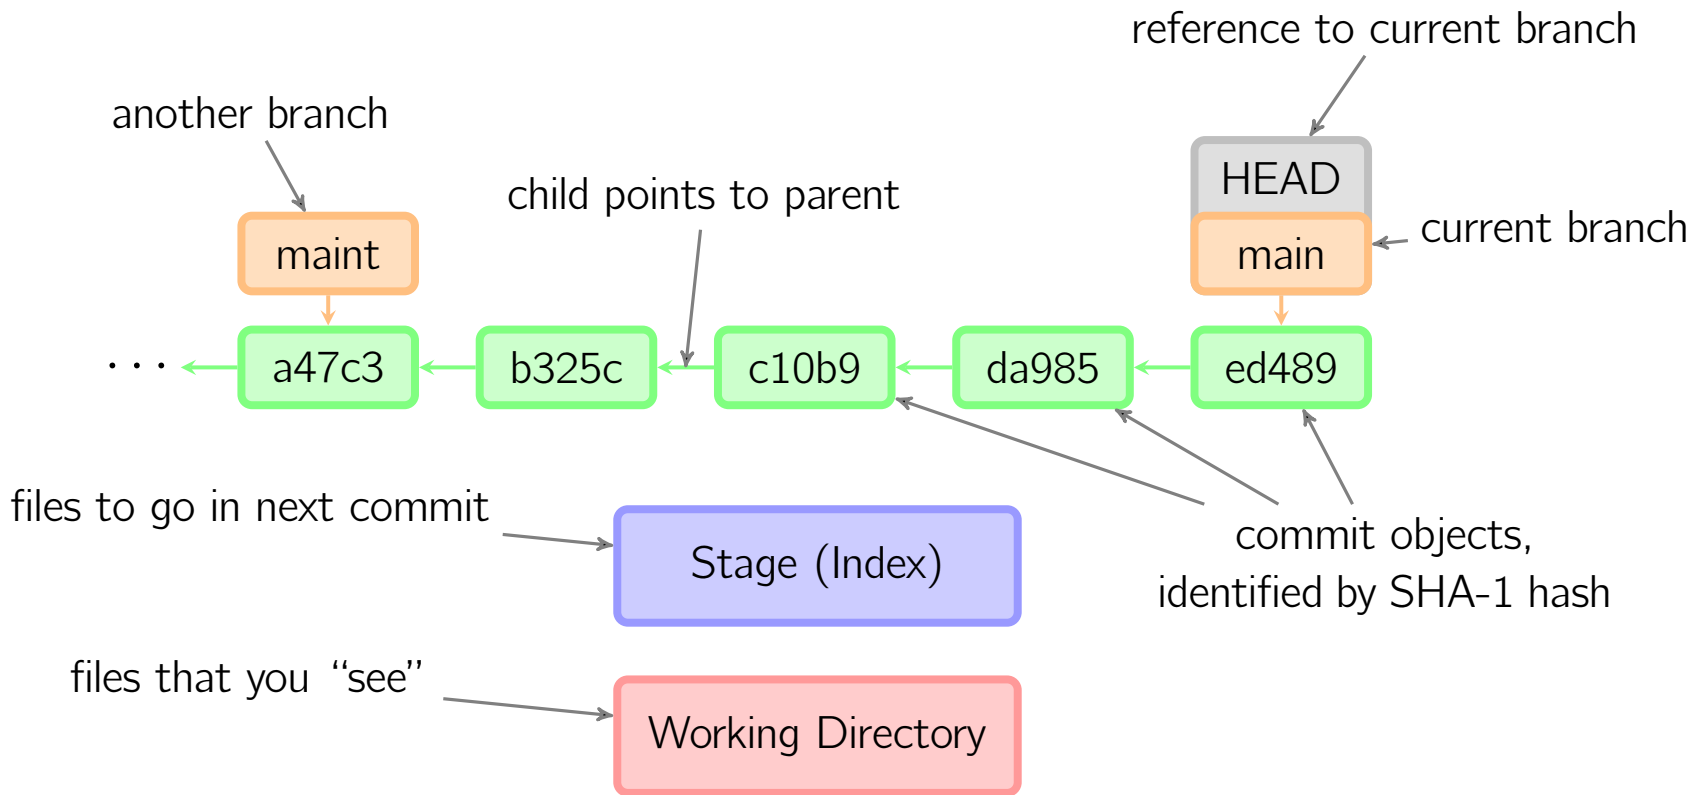 reference to current branch
another branch
HEAD
child points to parent
current branch
maint
main
...
a47c3
b325c
c10b9
da985
ed489
files to go in next commit
Stage (Index)
commit objects,
identified by SHA-1 hash
files that you “see”
Working Directory